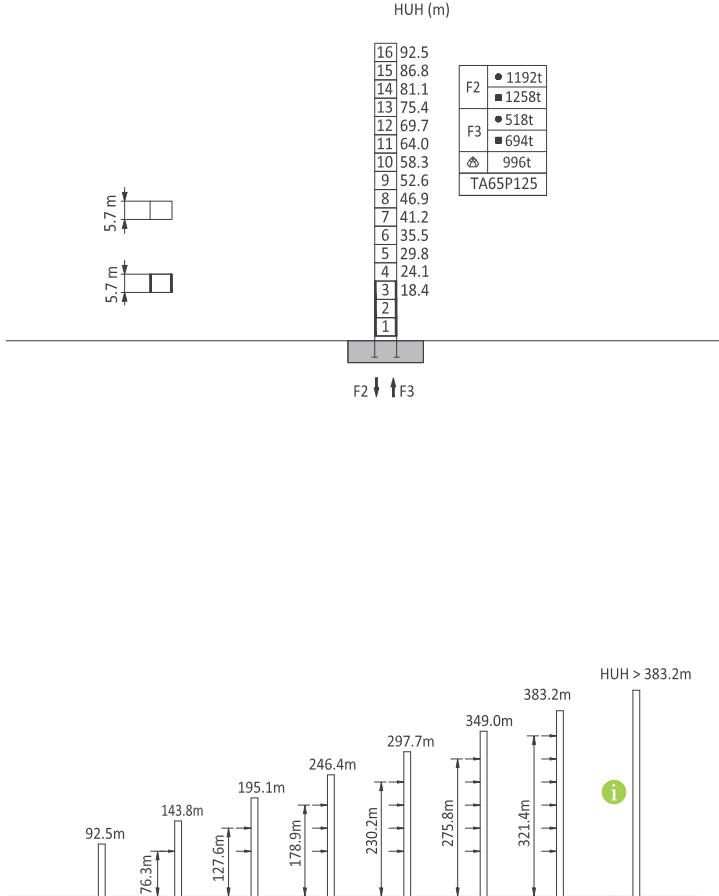 HUH (m)
16 92.5
15 86.8
14 81.1
13 75.4
12 69.7
11 64.0
10 58.3
9 52.6
8 46.9
7 41.2
6 35.5
5 29.8
4 24.1
3 18.4
2
1
F2 ● 1192t
■ 1258t
F3 ● 518t
■ 694t
996t
TA65P125
5.7 m
5.7 m
F2 F3
HUH > 383.2m
383.2m
349.0m
297.7m
246.4m
195.1m
143.8m
92.5m
76.3m
127.6m
178.9m
230.2m
275.8m
321.4m
i